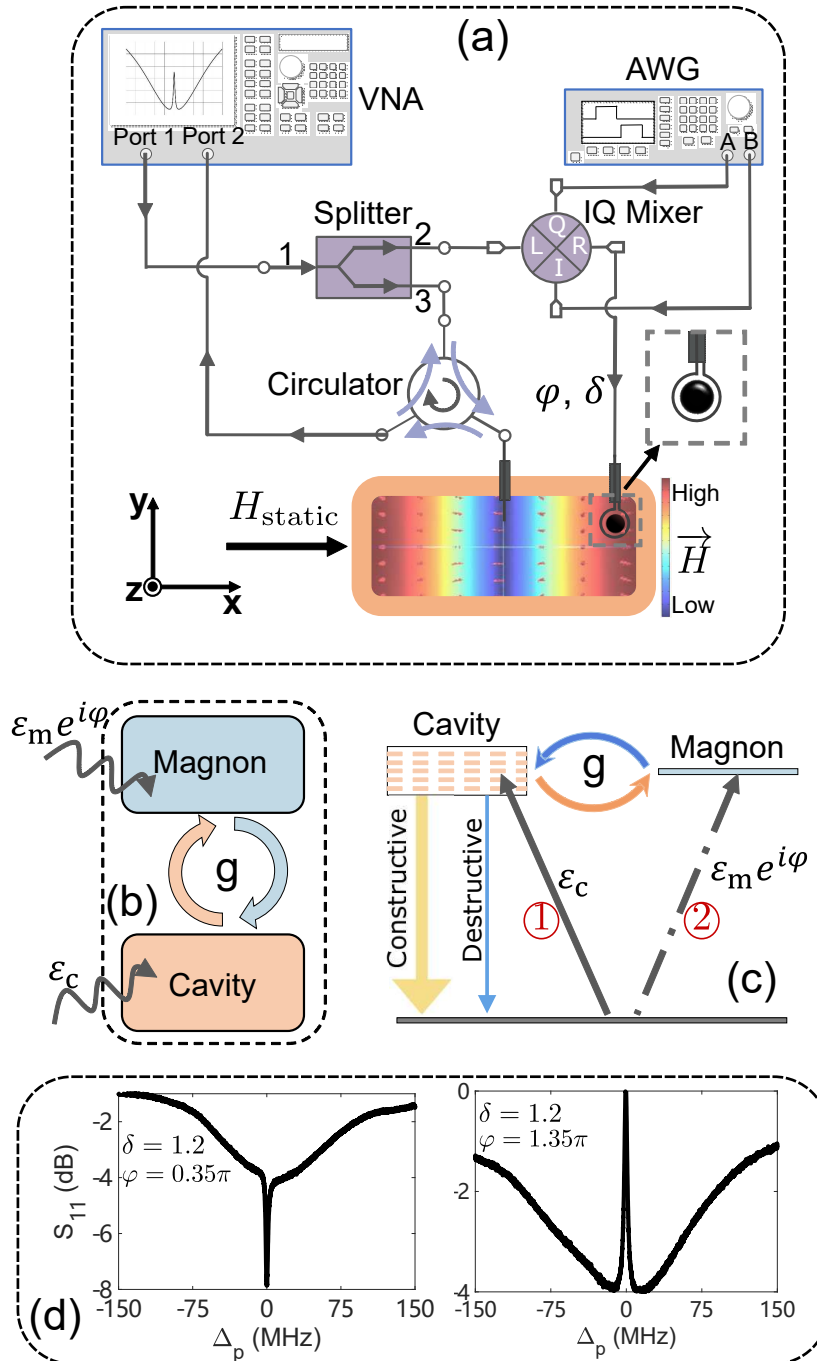 (a)
VNA
Port 1 Port 2
AWG
A B
Splitter
1
2
3
IQ Mixer
Q
L R
I
Circulator
φ, δ
y
z x
H_static
High
H⃗
Low
(b)
ε_m e^{iφ}
Magnon
g
ε_c
Cavity
(c)
Cavity
Magnon
g
Constructive
Destructive
① ε_c
② ε_m e^{iφ}
(d)
S_11 (dB)
-2
-4
-6
-8
δ = 1.2
φ = 0.35π
-150 -75 0 75 150
Δ_p (MHz)
0
-2
-4
δ = 1.2
φ = 1.35π
-150 -75 0 75 150
Δ_p (MHz)